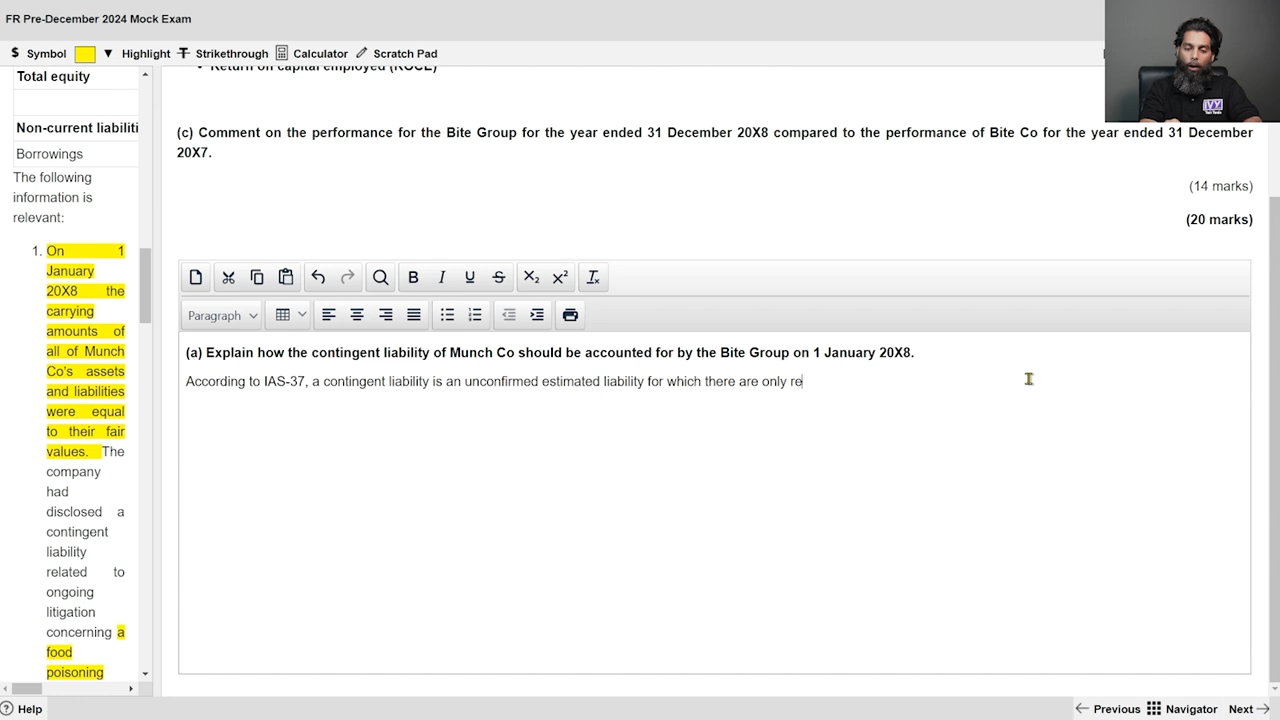 FR Pre-December 2024 Mock Exam
$ Symbol Highlight T Strikethrough Calculator Scratch Pad
Total equity
Non-current liabiliti
Borrowings
The following
information is
relevant:
1. On 1
January
20X8 the
carrying
amounts of
all of Munch
Co's assets
and liabilities
were equal
to their fair
values. The
company
had
disclosed a
contingent
liability
related to
ongoing
litigation
concerning a
food
poisoning
• Return on capital employed (ROCE)
(c) Comment on the performance for the Bite Group for the year ended 31 December 20X8 compared to the performance of Bite Co for the year ended 31 December
20X7.
(14 marks)
(20 marks)
B I U S X₂ X² Ix
Paragraph
(a) Explain how the contingent liability of Munch Co should be accounted for by the Bite Group on 1 January 20X8.
According to IAS-37, a contingent liability is an unconfirmed estimated liability for which there are only re
IVY
? Help
Previous Navigator Next